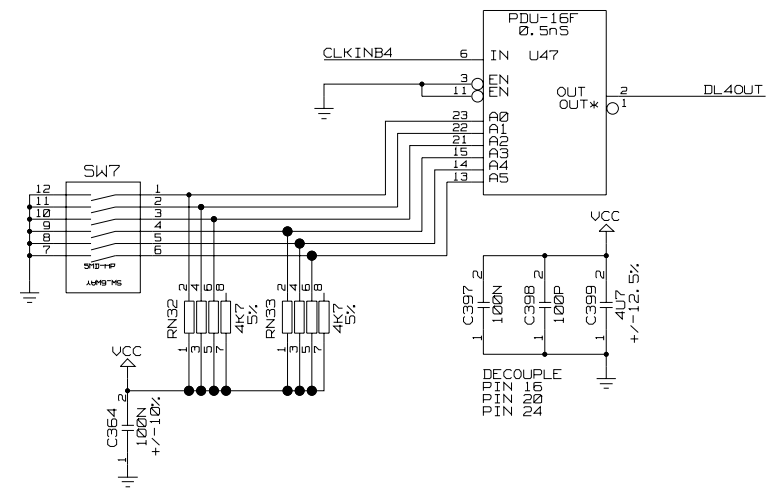 PDU-16F
0.5nS
CLKINB4
6 IN U47
3 EN
11 EN
OUT 2 DL4OUT
OUT* 1
23 A0
22 A1
21 A2
15 A3
14 A4
13 A5
SW7
12 1
11 2
10 3
9 4
8 5
7 6
SMD-MP
SW-6WAY
VCC
2 4 6 8
RN32
4K7
5%
1 3 5 7
2 4 6 8
RN33
4K7
5%
1 3 5 7
2
C397
100N
1
2
C398
100P
1
2
C399
4U7
+/-12.5%
1
VCC
2
C364
100N
+/-10%
1
DECOUPLE
PIN 16
PIN 20
PIN 24